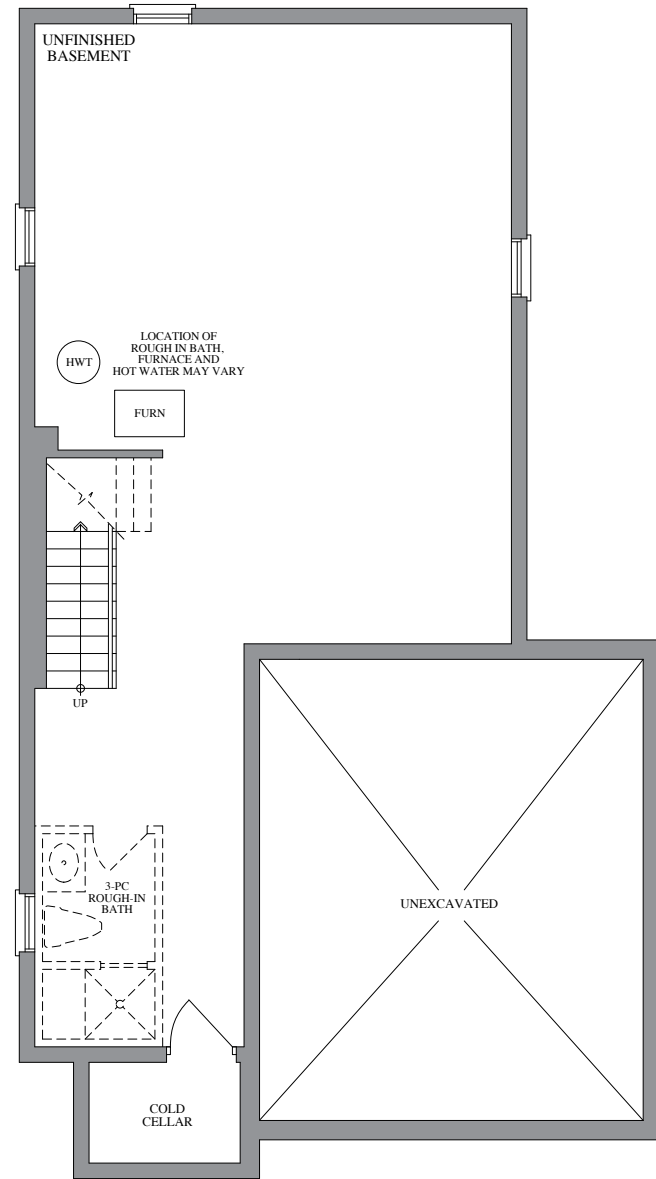 UNFINISHED
BASEMENT
LOCATION OF
ROUGH IN BATH,
FURNACE AND
HOT WATER MAY VARY
HWT
FURN
UP
3-PC
ROUGH-IN
BATH
UNEXCAVATED
COLD
CELLAR